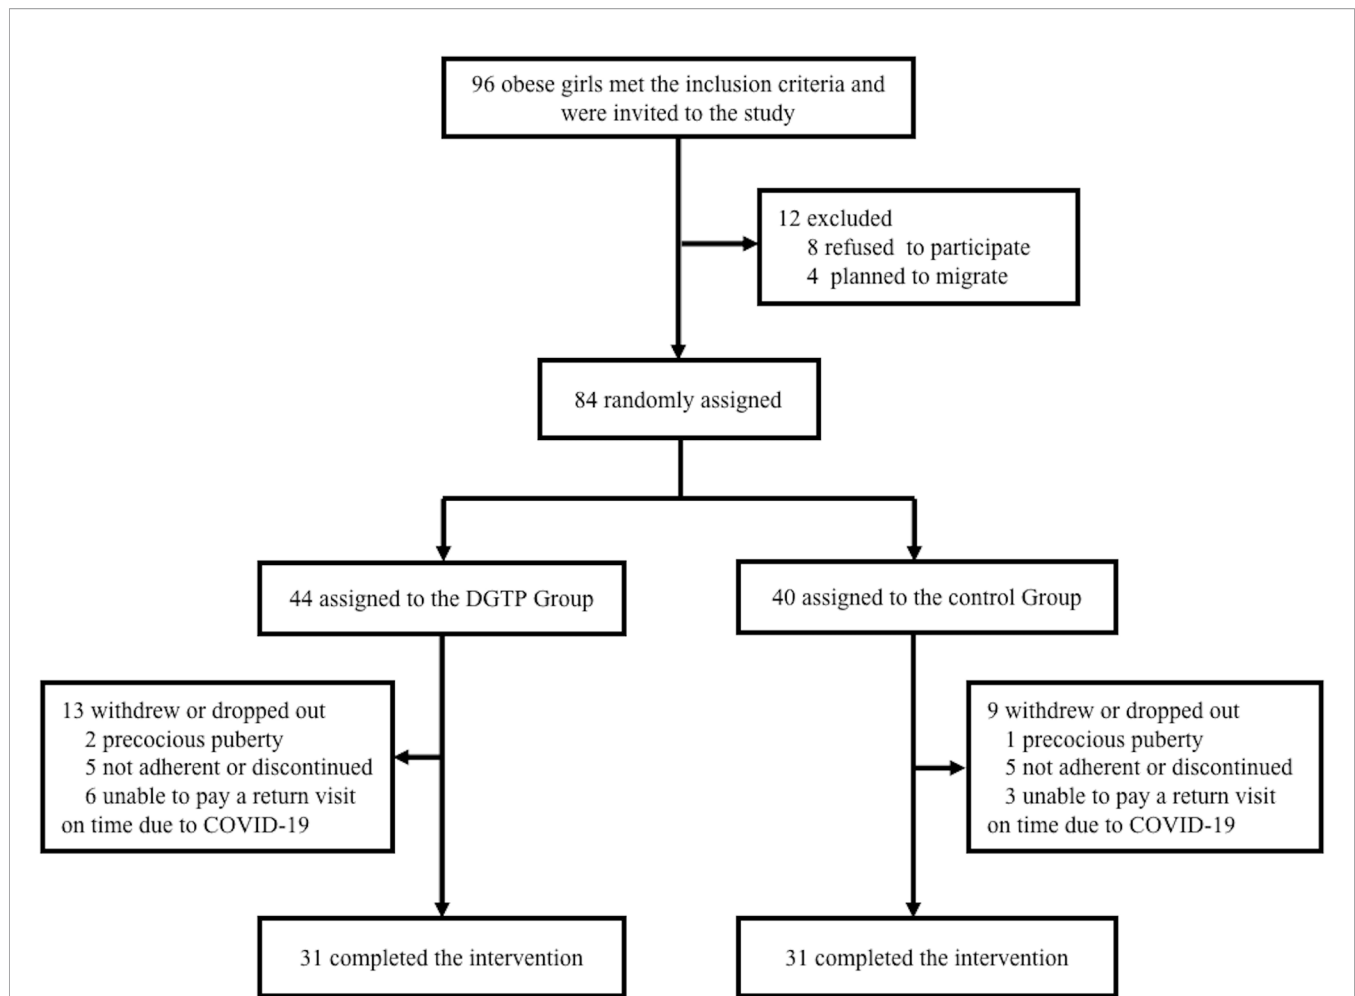 96 obese girls met the inclusion criteria and
were invited to the study
12 excluded
8 refused to participate
4 planned to migrate
84 randomly assigned
44 assigned to the DGTP Group
40 assigned to the control Group
13 withdrew or dropped out
2 precocious puberty
5 not adherent or discontinued
6 unable to pay a return visit
on time due to COVID-19
9 withdrew or dropped out
1 precocious puberty
5 not adherent or discontinued
3 unable to pay a return visit
on time due to COVID-19
31 completed the intervention
31 completed the intervention